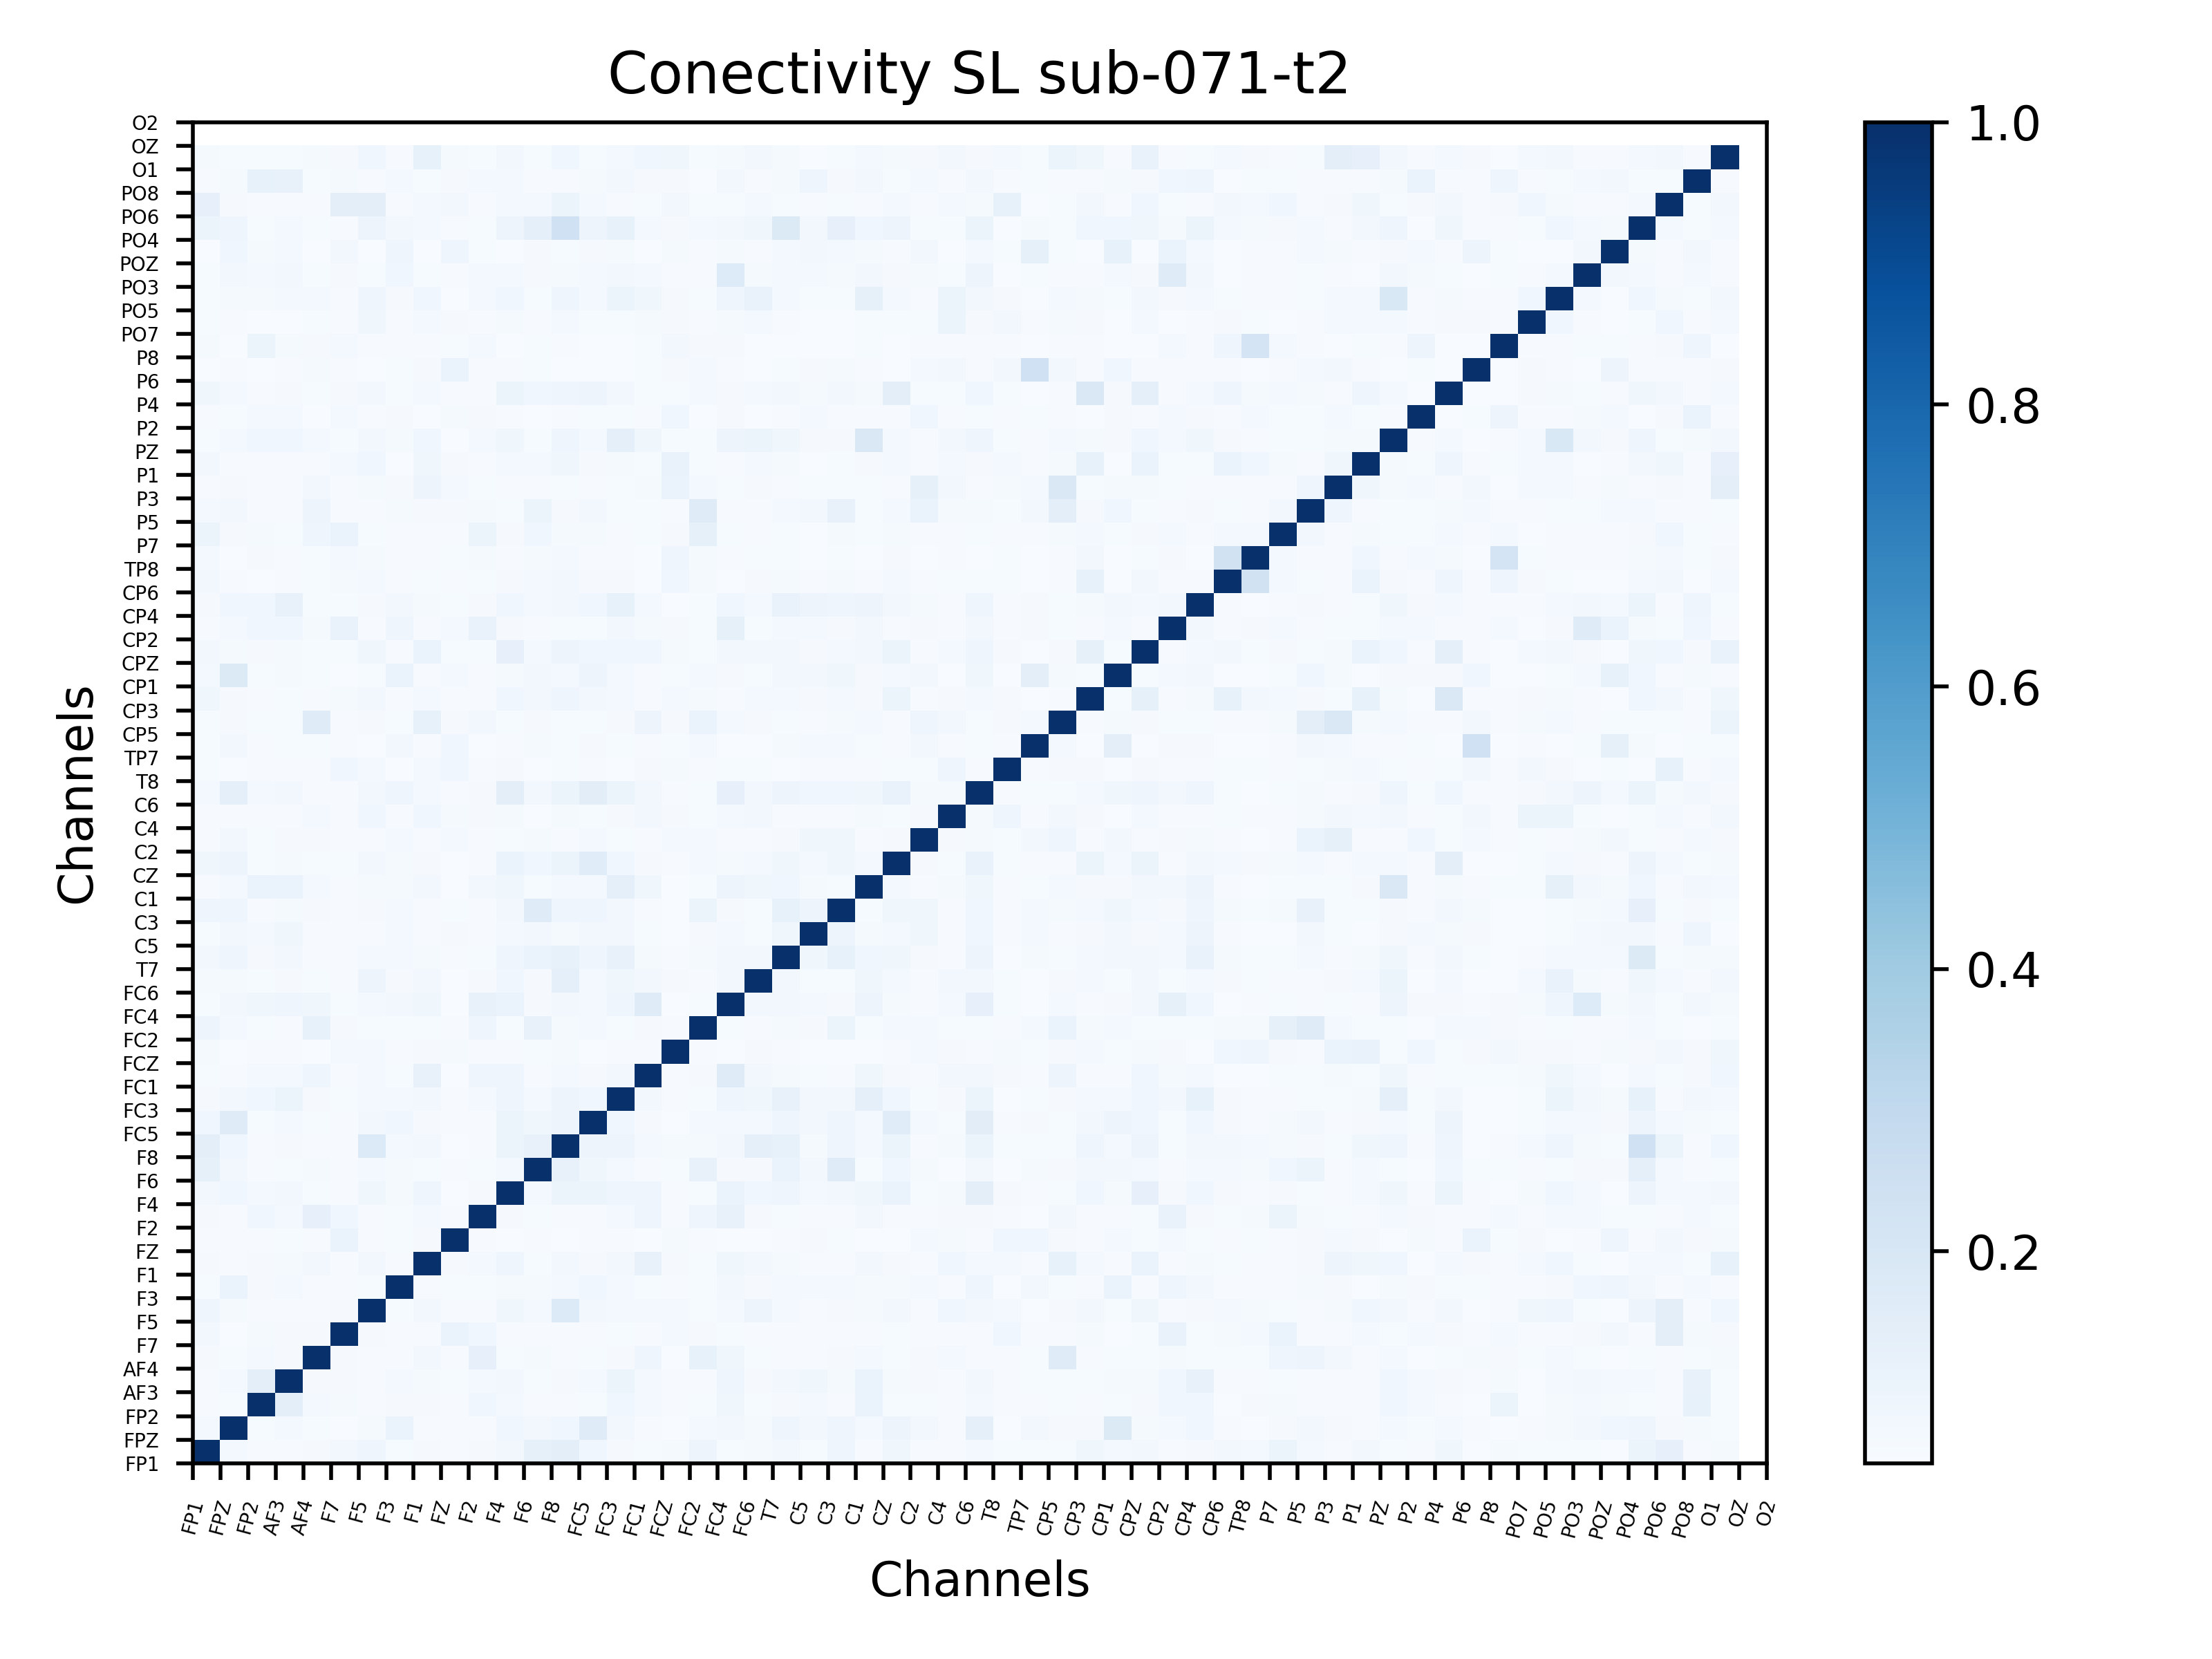 Conectivity SL sub-071-t2
O2
OZ
O1
PO8
PO6
PO4
POZ
PO3
PO5
PO7
P8
P6
P4
P2
PZ
P1
P3
P5
P7
TP8
CP6
CP4
CP2
CPZ
CP1
CP3
CP5
TP7
T8
C6
C4
C2
CZ
C1
C3
C5
T7
FC6
FC4
FC2
FCZ
FC1
FC3
FC5
F8
F6
F4
F2
FZ
F1
F3
F5
F7
AF4
AF3
FP2
FPZ
FP1
Channels
FP1 FPZ FP2 AF3 AF4 F7 F5 F3 F1 FZ F2 F4 F6 F8 FC5 FC3 FC1 FCZ FC2 FC4 FC6 T7 C5 C3 C1 CZ C2 C4 C6 T8 TP7 CP5 CP3 CP1 CPZ CP2 CP4 CP6 TP8 P7 P5 P3 P1 PZ P2 P4 P6 P8 PO7 PO5 PO3 POZ PO4 PO6 PO8 O1 OZ O2
Channels
1.0
0.8
0.6
0.4
0.2